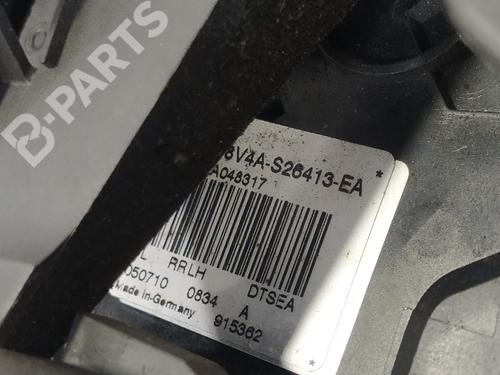 B-PARTS
8V4A-S26413-EA
A048317
L RRLH DTSEA
050710 0834 A
Made in Germany 915362